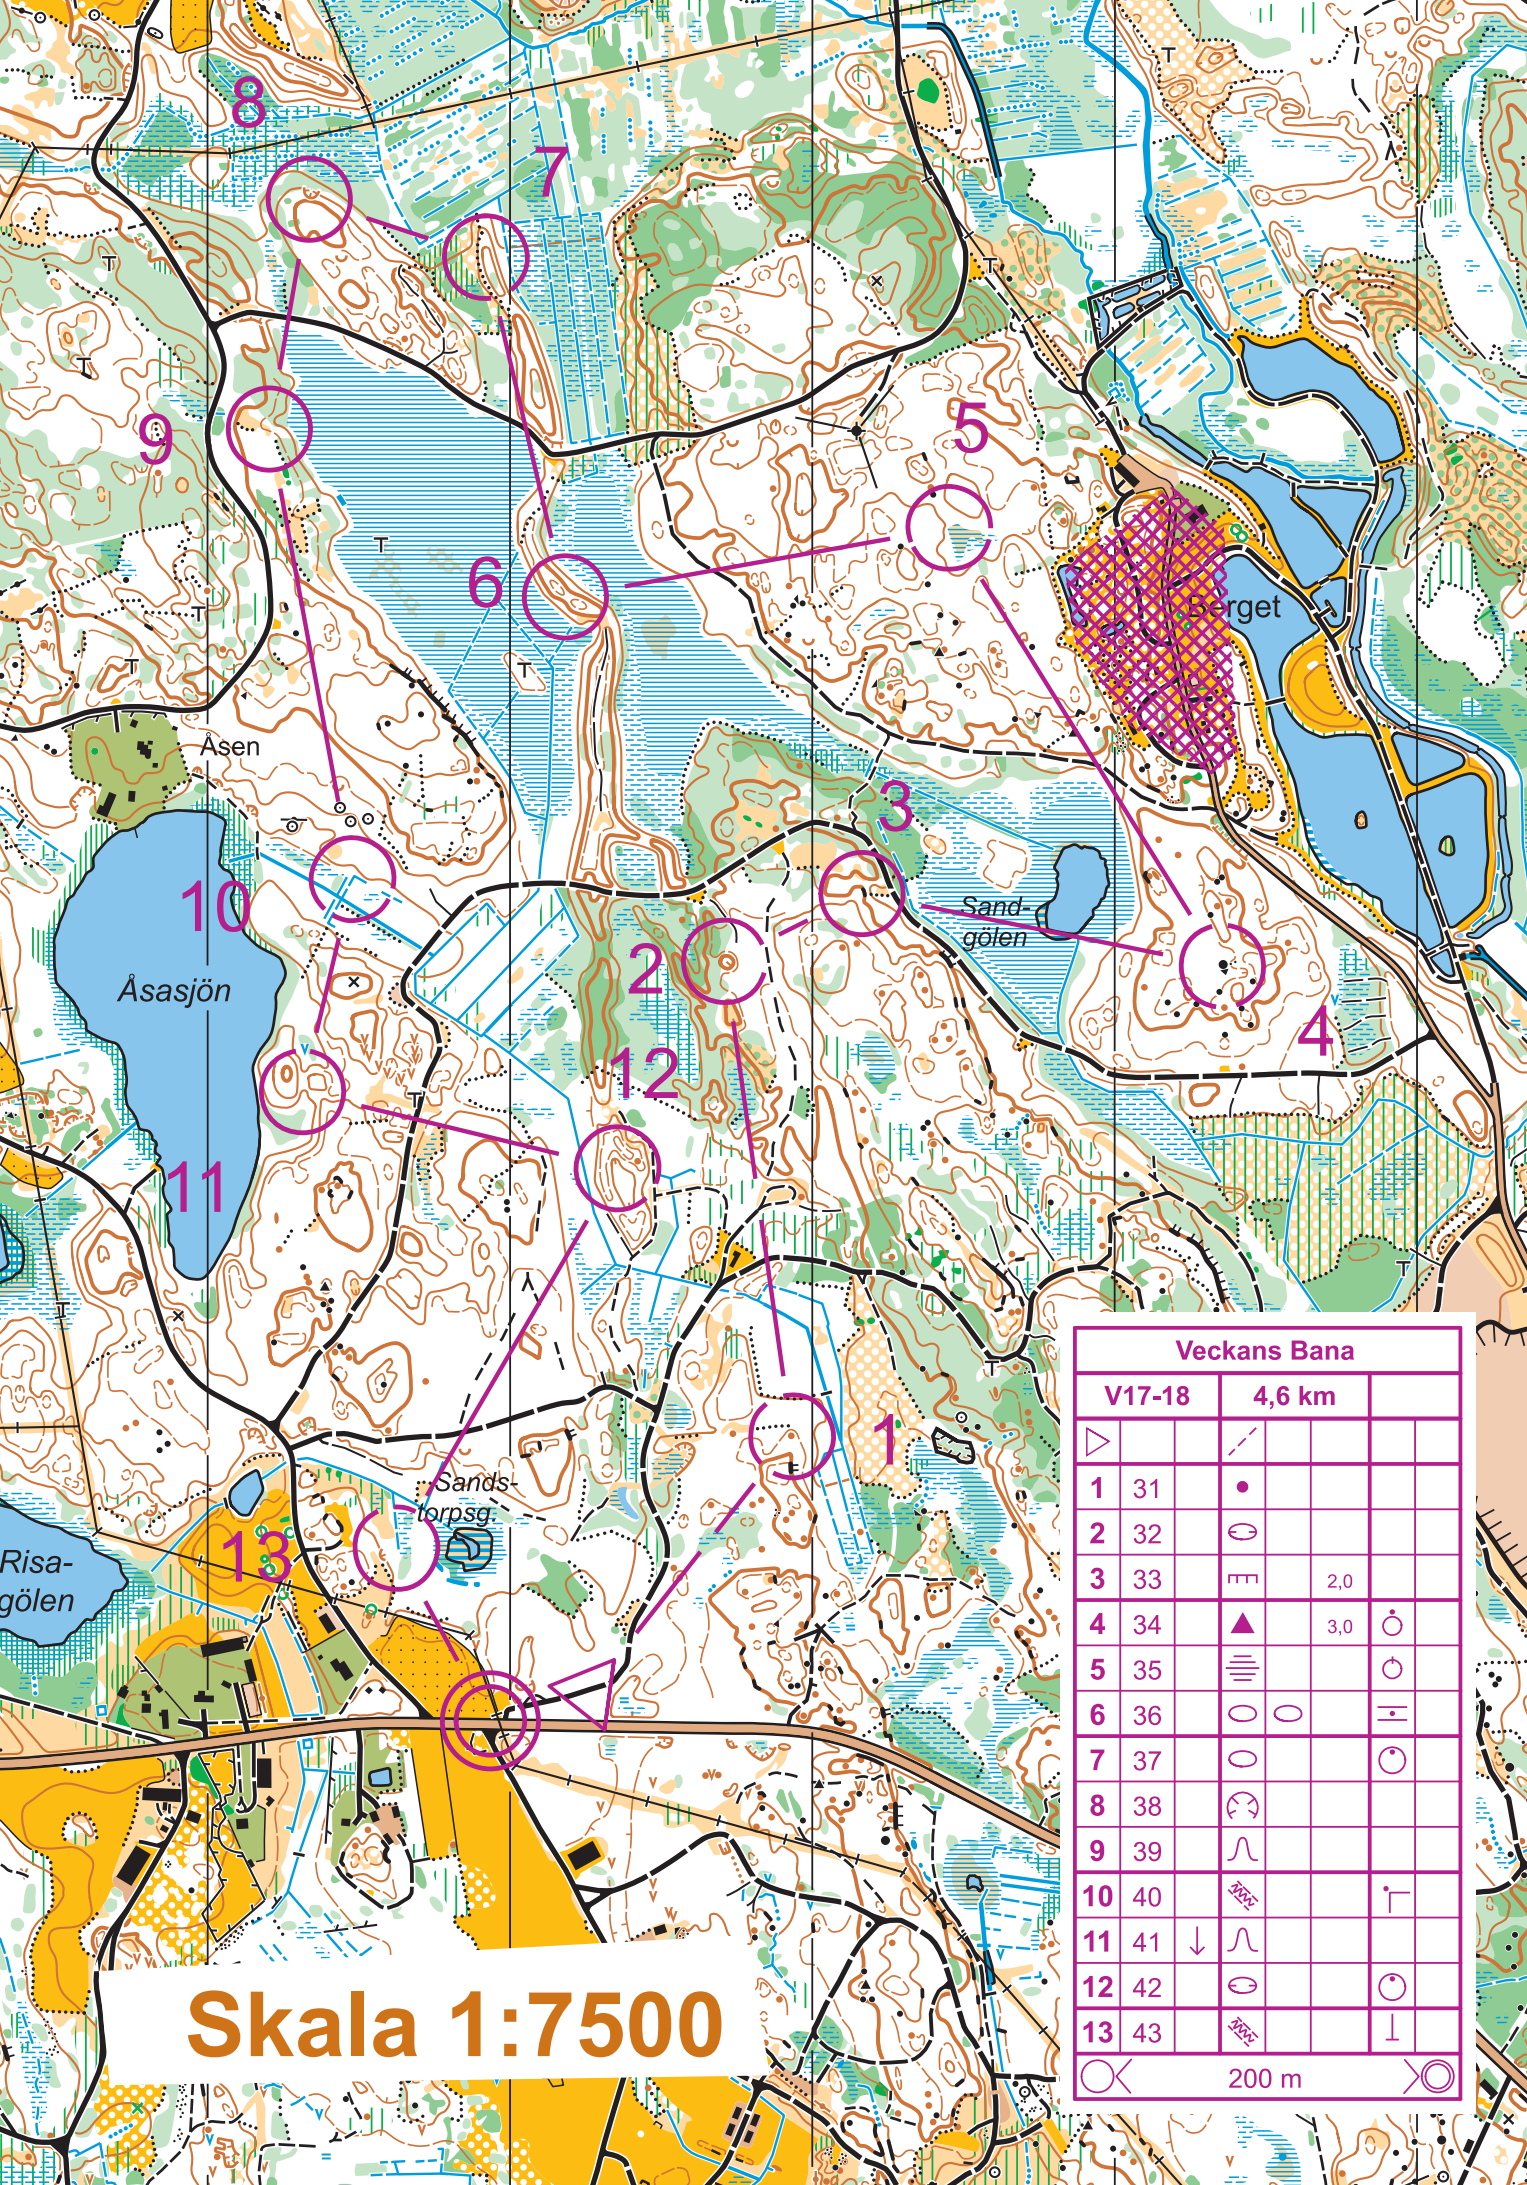 8
7
5
9
6
Berget
Åsen
3
Sand-
gölen
10
2
Åsasjön
4
12
11
1
Sands-
torpsg.
13
Risa-
gölen
Veckans Bana
V17-18 4,6 km
1 31
2 32
3 33 2,0
4 34 3,0
5 35
6 36
7 37
8 38
9 39
10 40
11 41
12 42
13 43
200 m
Skala 1:7500